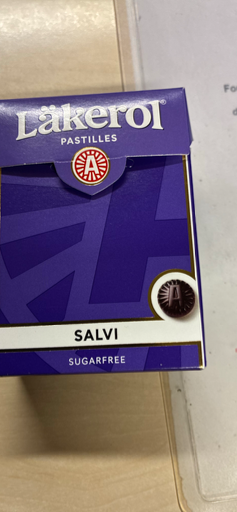 Läkerol
PASTILLES
A
A
SALVI
SUGARFREE